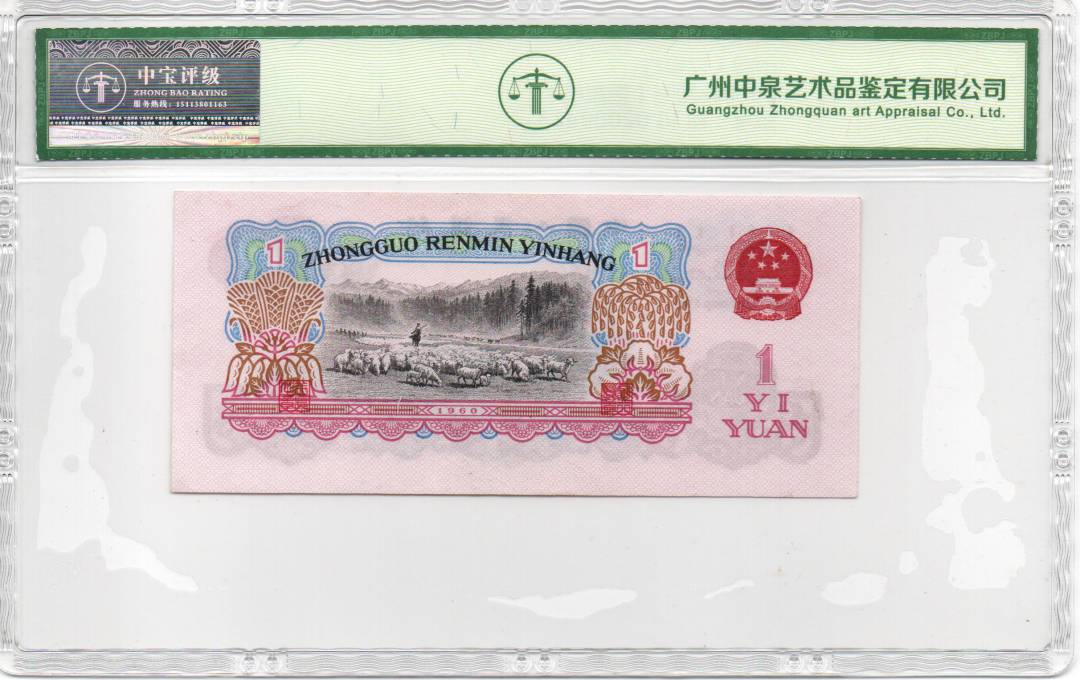 中宝评级
ZHONG BAO RATING
服务热线：15113801163
广州中泉艺术品鉴定有限公司
Guangzhou Zhongquan art Appraisal Co., Ltd.
ZHONGGUO RENMIN YINHANG
1
1
1960
1
YI
YUAN